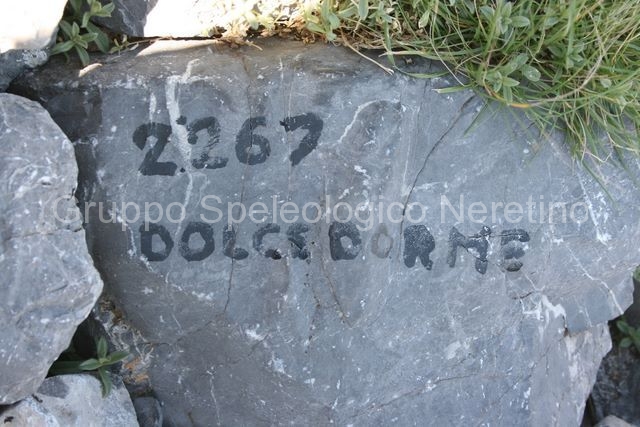 2267
(Gruppo Speleologico Neretino)
DOLCEDORME